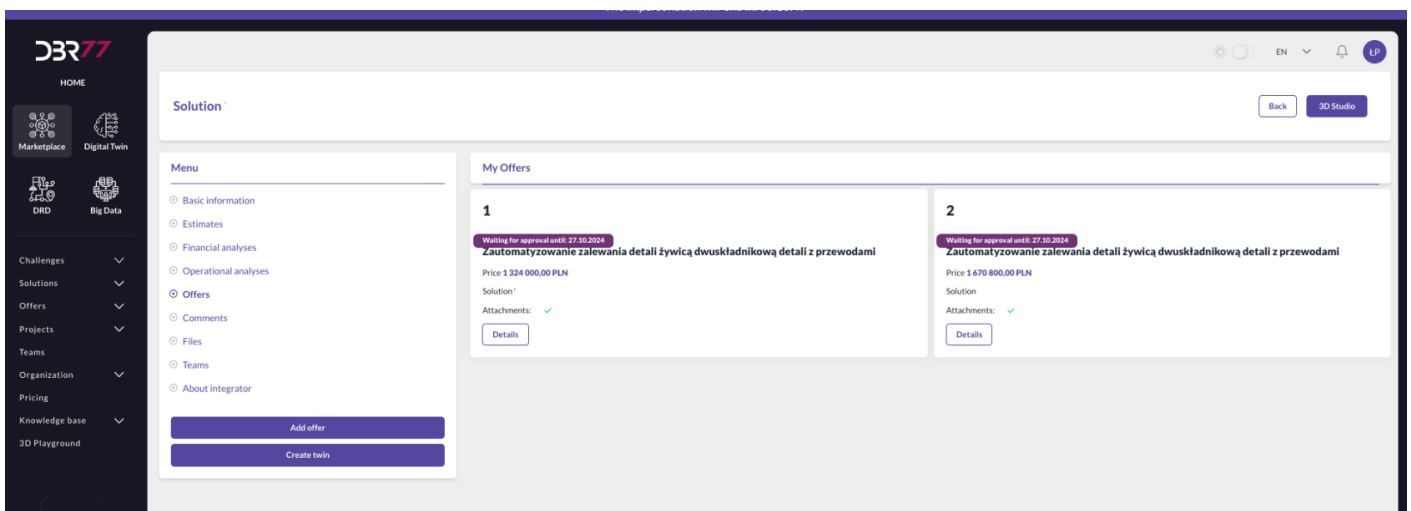 DBR77
HOME
Marketplace
Digital Twin
DRD
Big Data
Challenges
Solutions
Offers
Projects
Teams
Organization
Pricing
Knowledge base
3D Playground
EN
ŁP
Solution '
Back
3D Studio
Menu
Basic information
Estimates
Financial analyses
Operational analyses
Offers
Comments
Files
Teams
About integrator
Add offer
Create twin
My Offers
1
Waiting for approval until: 27.10.2024
Zautomatyzowanie zalewania detali żywicą dwuskładnikową detali z przewodami
Price 1 324 000,00 PLN
Solution '
Attachments:
Details
2
Waiting for approval until: 27.10.2024
Zautomatyzowanie zalewania detali żywicą dwuskładnikową detali z przewodami
Price 1 670 800,00 PLN
Solution
Attachments:
Details